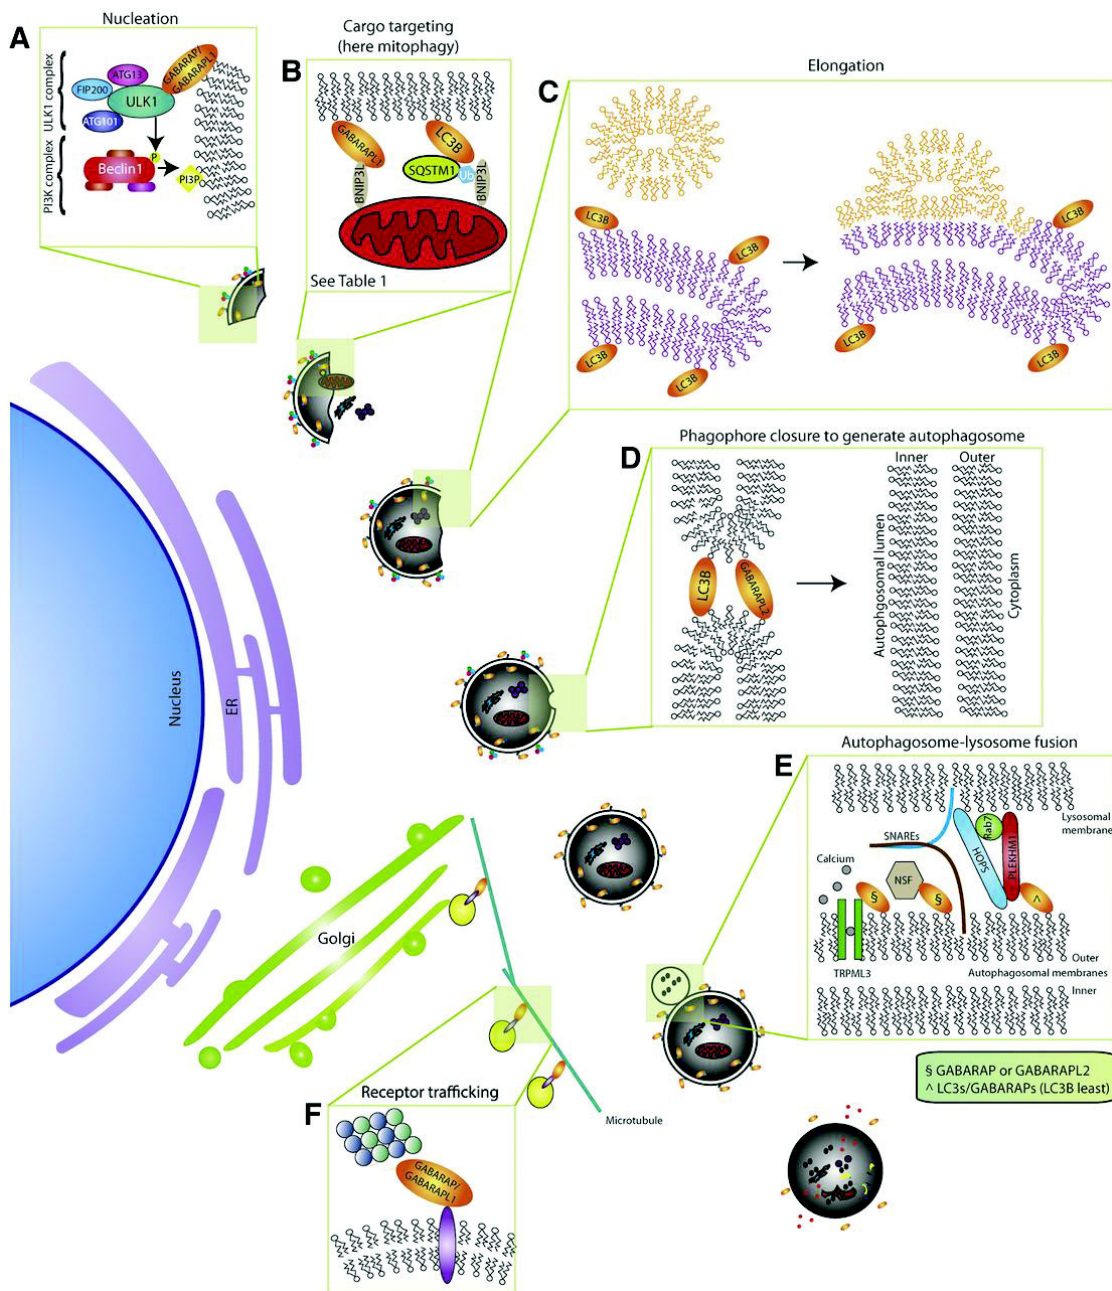 Nucleation
A
ULK1 complex
PI3K complex
ATG13
GABARAP/
GABARAPL1
FIP200
ULK1
ATG101
P
Beclin1
PI3P
Cargo targeting
(here mitophagy)
B
GABARAPL1
LC3B
SQSTM1
Ub
BNIP3L
BNIP3L
See Table 1
Elongation
C
LC3B
LC3B
LC3B
LC3B
LC3B
LC3B
LC3B
Phagophore closure to generate autophagosome
D
LC3B
GABARAPL2
Inner
Outer
Autophgosomal lumen
Cytoplasm
Nucleus
ER
Golgi
Microtubule
Autophagosome-lysosome fusion
E
Lysosomal
membrane
SNAREs
HOPS
Rab7
PLEKHM1
Calcium
NSF
§
§
^
TRPML3
Outer
Autophagosomal membranes
Inner
§ GABARAP or GABARAPL2
^ LC3s/GABARAPs (LC3B least)
Receptor trafficking
F
GABARAP/
GABARAPL1